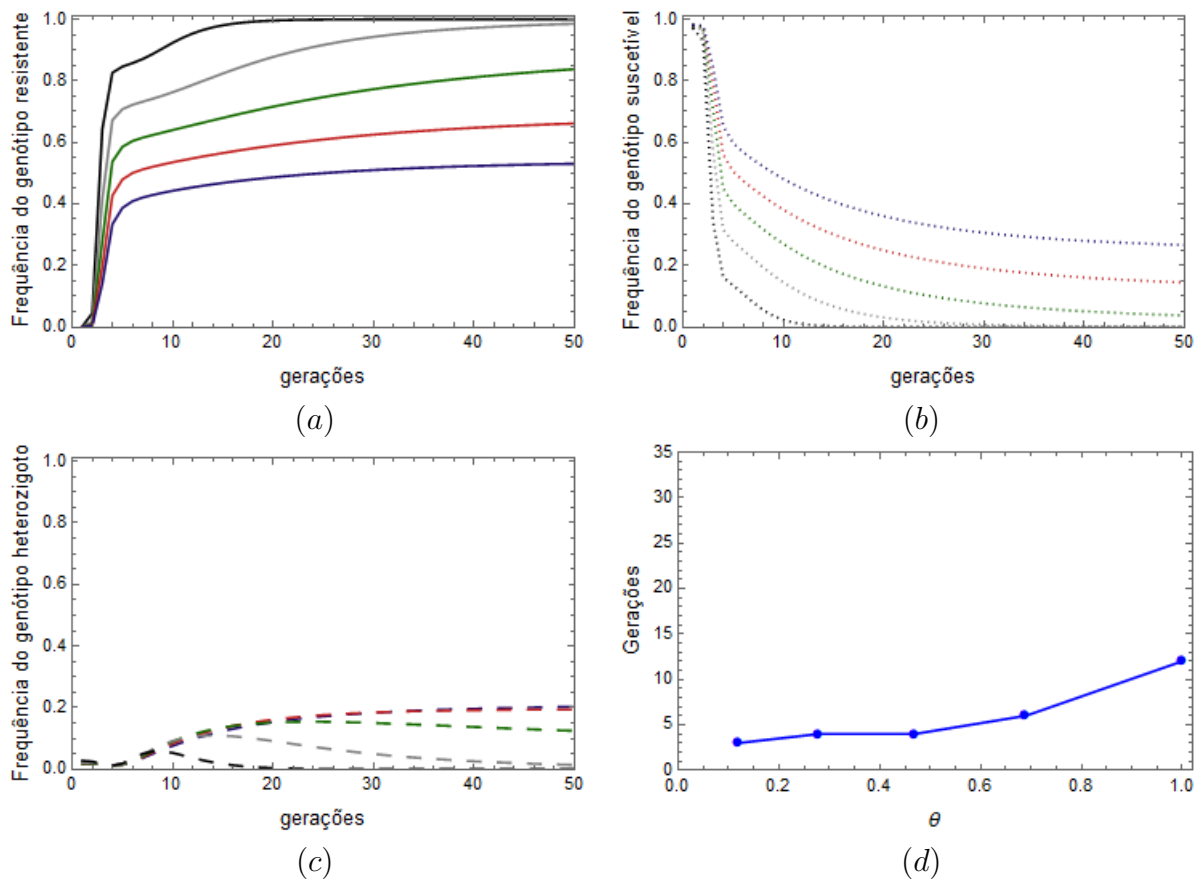 Frequência do genótipo resistente
1.0
0.8
0.6
0.4
0.2
0.0
0 10 20 30 40 50
gerações
(a)
Frequência do genótipo suscetível
1.0
0.8
0.6
0.4
0.2
0.0
0 10 20 30 40 50
gerações
(b)
Frequência do genótipo heterozigoto
1.0
0.8
0.6
0.4
0.2
0.0
0 10 20 30 40 50
gerações
(c)
Gerações
35
30
25
20
15
10
5
0
0.0 0.2 0.4 0.6 0.8 1.0
θ
(d)